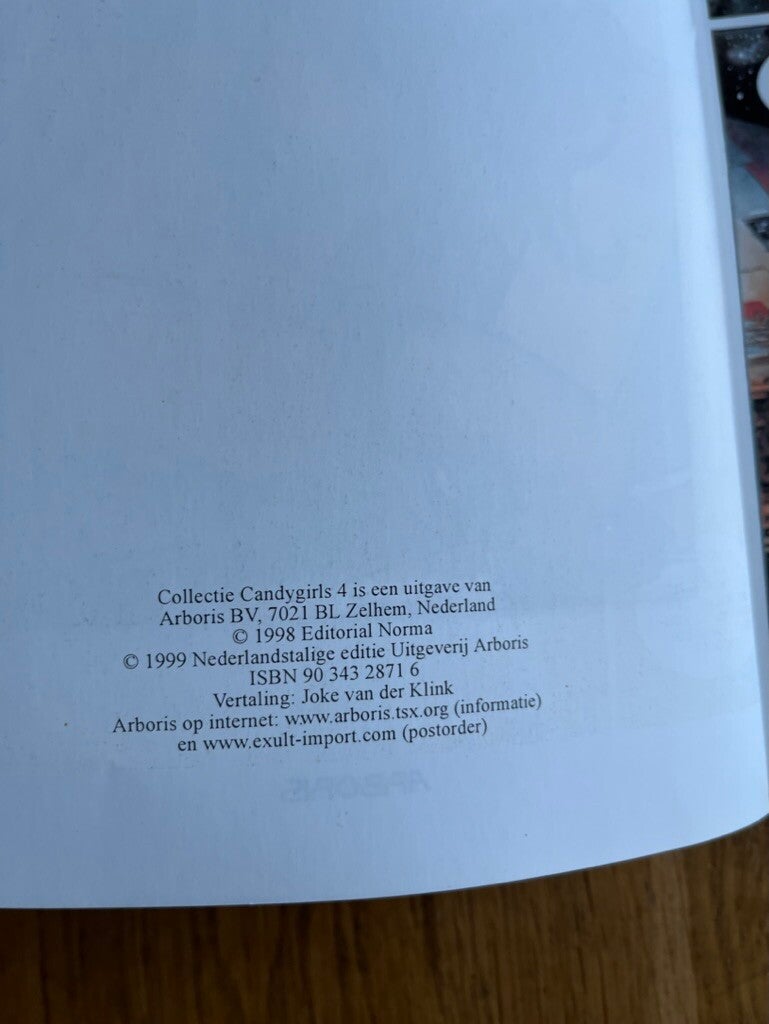 Collectie Candygirls 4 is een uitgave van
Arboris BV, 7021 BL Zelhem, Nederland
© 1998 Editorial Norma
© 1999 Nederlandstalige editie Uitgeverij Arboris
ISBN 90 343 2871 6
Vertaling: Joke van der Klink
Arboris op internet: www.arboris.tsx.org (informatie)
en www.exult-import.com (postorder)